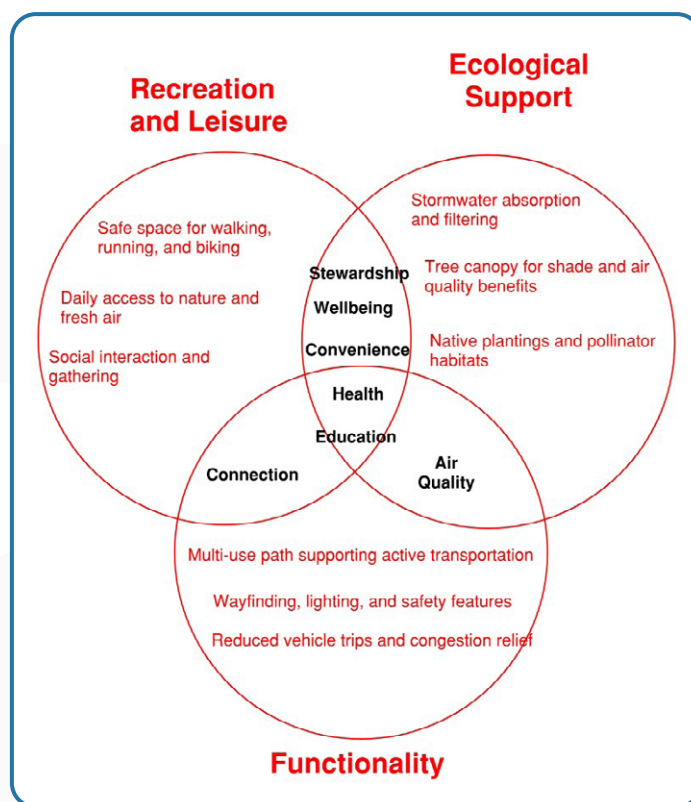 Recreation
and Leisure
Ecological
Support
Safe space for walking,
running, and biking
Daily access to nature and
fresh air
Social interaction and
gathering
Stewardship
Wellbeing
Convenience
Stormwater absorption
and filtering
Tree canopy for shade and air
quality benefits
Native plantings and pollinator
habitats
Health
Education
Connection
Air
Quality
Multi-use path supporting active transportation
Wayfinding, lighting, and safety features
Reduced vehicle trips and congestion relief
Functionality